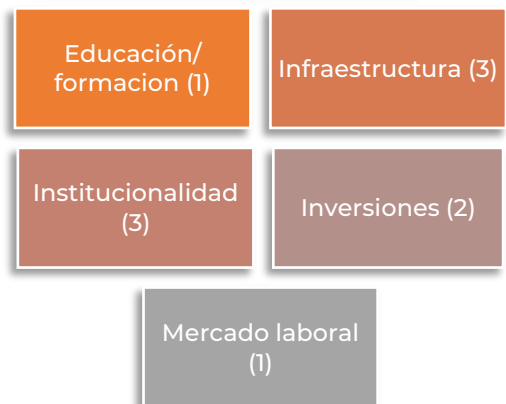 Educación/
formacion (1)
Infraestructura (3)
Institucionalidad
(3)
Inversiones (2)
Mercado laboral
(1)